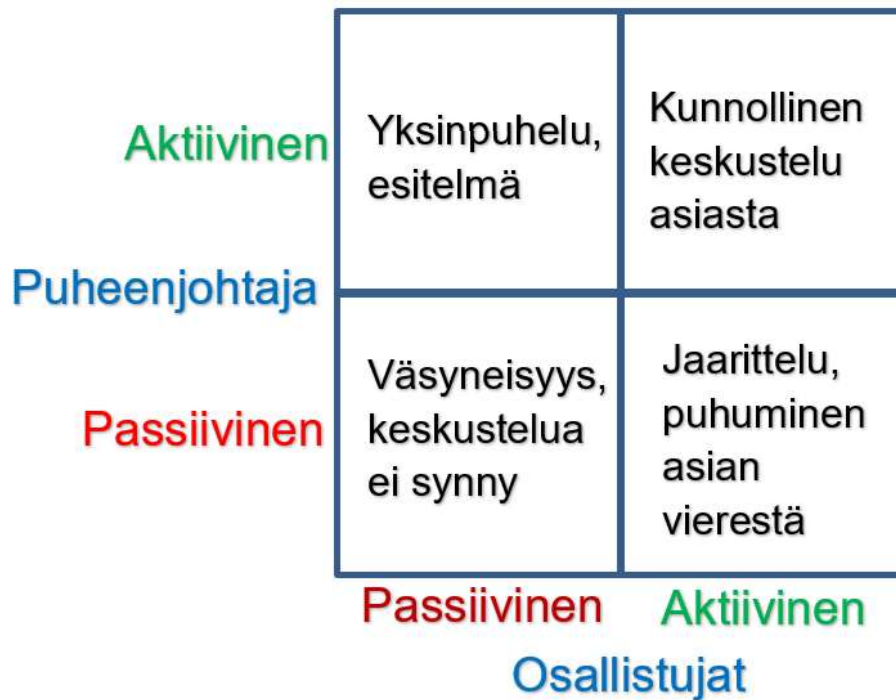 Aktiivinen
Yksinpuhelu,
esitelmä
Kunnollinen
keskustelu
asiasta
Puheenjohtaja
Passiivinen
Väsyneisyys,
keskustelua
ei synny
Jaarittelu,
puhuminen
asian
vierestä
Passiivinen
Aktiivinen
Osallistujat